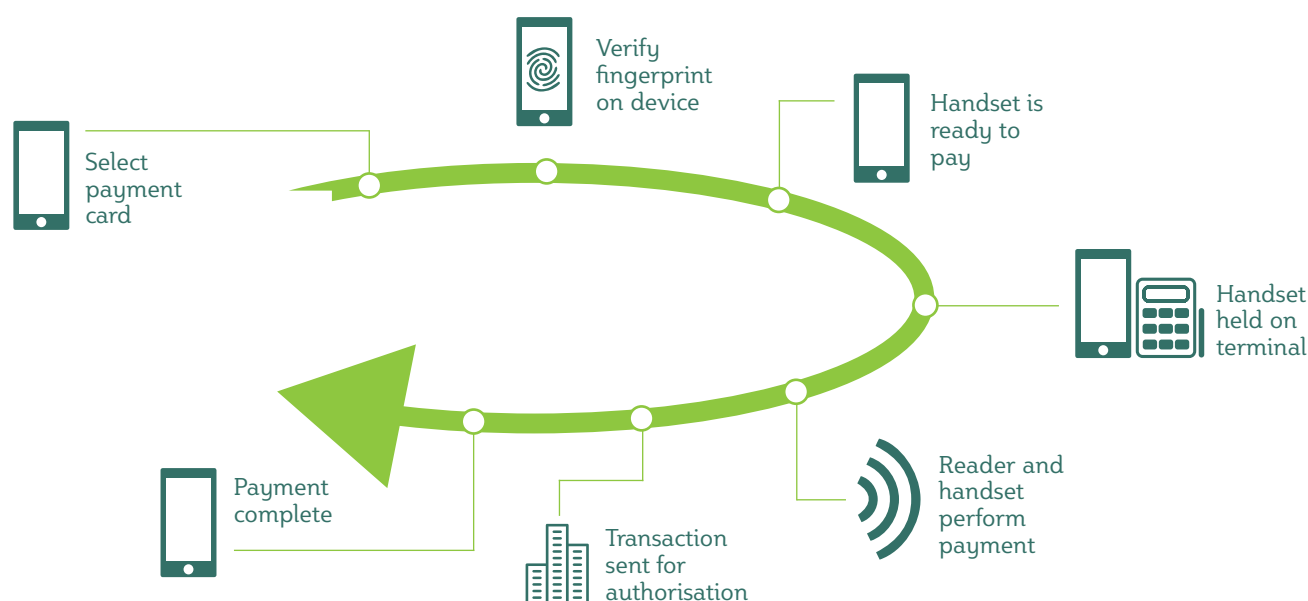 Select
payment
card
Verify
fingerprint
on device
Handset is
ready to
pay
Handset
held on
terminal
Reader and
handset
perform
payment
Transaction
sent for
authorisation
Payment
complete